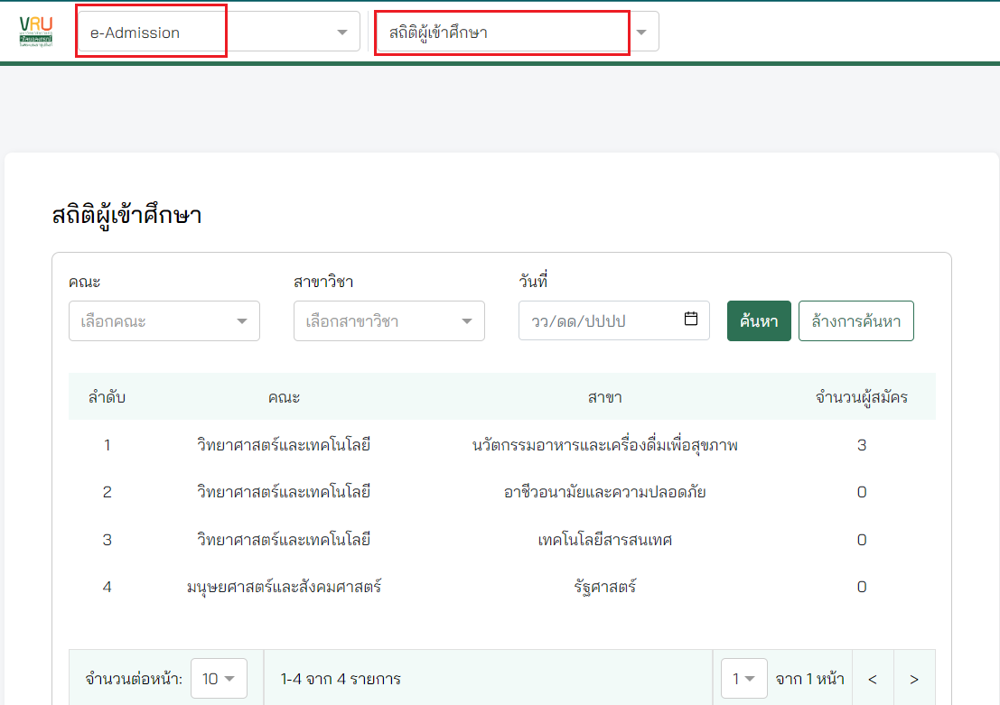 VRU
e-Admission
สถิติผู้เข้าศึกษา
สถิติผู้เข้าศึกษา
คณะ สาขาวิชา วันที่
เลือกคณะ เลือกสาขาวิชา วว/ดด/ปปปป ค้นหา ล้างการค้นหา
ลำดับ คณะ สาขา จำนวนผู้สมัคร
1 วิทยาศาสตร์และเทคโนโลยี นวัตกรรมอาหารและเครื่องดื่มเพื่อสุขภาพ 3
2 วิทยาศาสตร์และเทคโนโลยี อาชีวอนามัยและความปลอดภัย 0
3 วิทยาศาสตร์และเทคโนโลยี เทคโนโลยีสารสนเทศ 0
4 มนุษยศาสตร์และสังคมศาสตร์ รัฐศาสตร์ 0
จำนวนต่อหน้า: 10 1-4 จาก 4 รายการ 1 จาก 1 หน้า < >